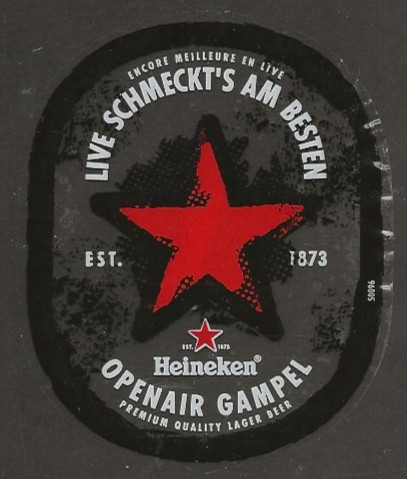 ENCORE MEILLEURE EN LIVE
LIVE SCHMECKT'S AM BESTEN
EST. 1873
50096
EST. 1873
Heineken®
OPENAIR GAMPEL
PREMIUM QUALITY LAGER BEER